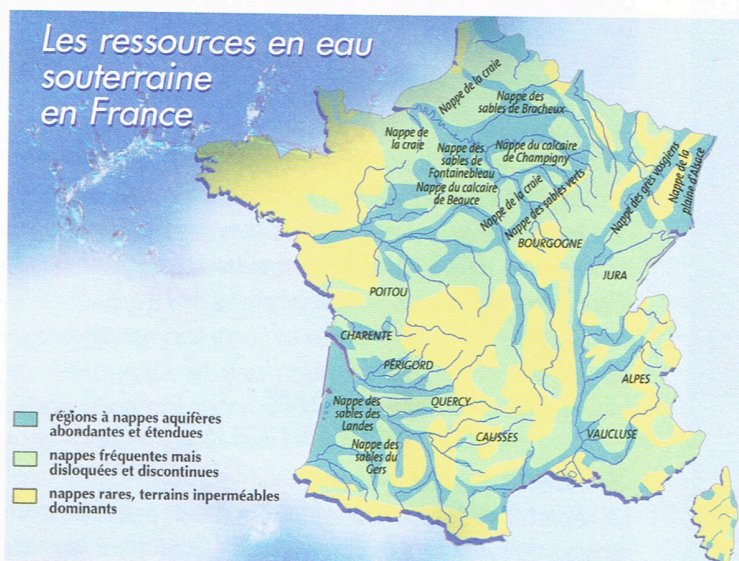 Les ressources en eau
souterraine
en France
Nappe de la craie
Nappe des
sables de Bracheux
Nappe de
la craie
Nappe des
sables de
Fontainebleau
Nappe du calcaire
de Champigny
Nappe du calcaire
de Beauce
Nappe de la craie
Nappe des sables verts
Nappe des grès vosgiens
Nappe de la
plaine d'Alsace
BOURGOGNE
JURA
POITOU
CHARENTE
PÉRIGORD
ALPES
Nappe des
sables des
Landes
QUERCY
CAUSSES
VAUCLUSE
Nappe des
sables du
Gers
régions à nappes aquifères
abondantes et étendues
nappes fréquentes mais
disloquées et discontinues
nappes rares, terrains inperméables
dominants